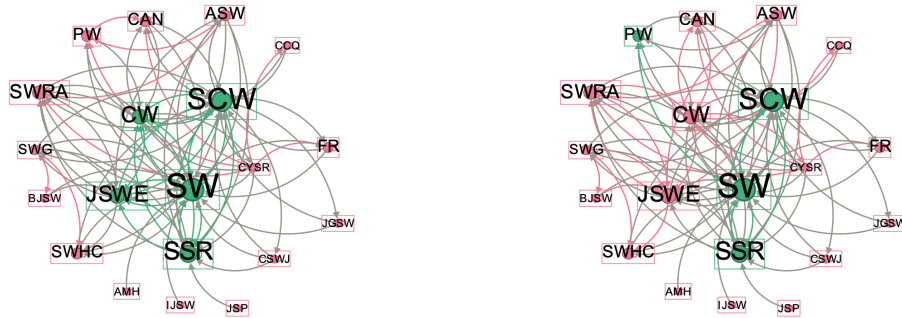 ASW
CAN
PW
CCQ
SWRA
SCW
CW
SWG
FR
CYSR
BJSW
JSWE
SW
JGSW
SWHC
SSR
CSWJ
AMH
IJSW
JSP
ASW
CAN
PW
CCQ
SWRA
SCW
CW
SWG
FR
CYSR
BJSW
JSWE
SW
JGSW
SWHC
SSR
CSWJ
AMH
IJSW
JSP